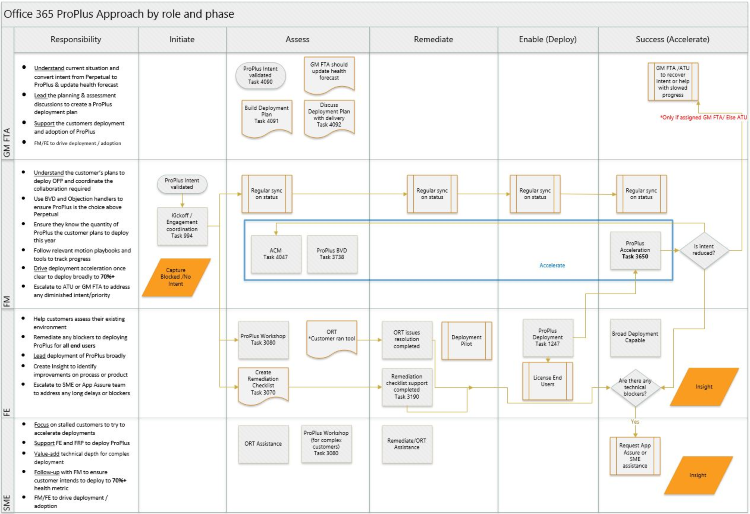 Office 365 ProPlus Approach by role and phase
Responsibility
Initiate
Assess
Remediate
Enable (Deploy)
Success (Accelerate)
GM FTA
Understand current situation and
convert intent from Perpetual to
ProPlus & update health forecast
Lead the planning & assessment
discussions to create a ProPlus
deployment plan
Support the customers deployment
and adoption of ProPlus
FM/FE to drive deployment / adoption
ProPlus Intent
validated
Task 4090
GM FTA should
update health
forecast
Build Deployment
Plan
Task 4091
Discuss
Deployment Plan
with delivery
Task 4092
GM FTA /ATU
to recover
intent or help
with slowed
progress
*Only if assigned GM FTA/ Else ATU
FM
Understand the customer's plans to
deploy OPP and coordinate the
collaboration required
Use BVD and Objection handlers to
ensure ProPlus is the choice above
Perpetual
Ensure they know the quantity of
ProPlus the customer plans to deploy
this year
Follow relevant motion playbooks and
tools to track progress
Drive deployment acceleration once
clear to deploy broadly to 70%+
Escalate to ATU or GM FTA to address
any diminished intent/priority
ProPlus Intent
validated
Kickoff /
Engagement
coordination
Task 994
Capture
Blocked /No
Intent
Regular sync
on status
Regular sync
on status
Regular sync
on status
Regular sync
on status
ACM
Task 4047
ProPlus BVD
Task 3738
Accelerate
ProPlus
Acceleration
Task 3650
Is intent
reduced?
FE
Help customers assess their existing
environment
Remediate any blockers to deploying
ProPlus for all end users
Lead deployment of ProPlus broadly
Create Insight to identify
improvements on process or product
Escalate to SME or App Assure team
to address any long delays or blockers
ProPlus Workshop
Task 3080
ORT
*Customer ran tool
ORT issues
resolution
completed
Deployment
Pilot
ProPlus
Deployment
Task 1247
Broad Deployment
Capable
Create
Remediation
Checklist
Task 3070
Remediation
checklist support
completed
Task 3190
License End
Users
Are there any
technical
blockers?
Insight
Yes
SME
Focus on stalled customers to try to
accelerate deployments
Support FE and FRP to deploy ProPlus
Value-add technical depth for complex
deployment
Follow-up with FM to ensure
customer intends to deploy to 70%+
health metric
FM/FE to drive deployment /
adoption
ORT Assistance
ProPlus Workshop
(for complex
customers)
Task 3080
Remediate/ORT
Assistance
Request App
Assure or
SME
assistance
Insight